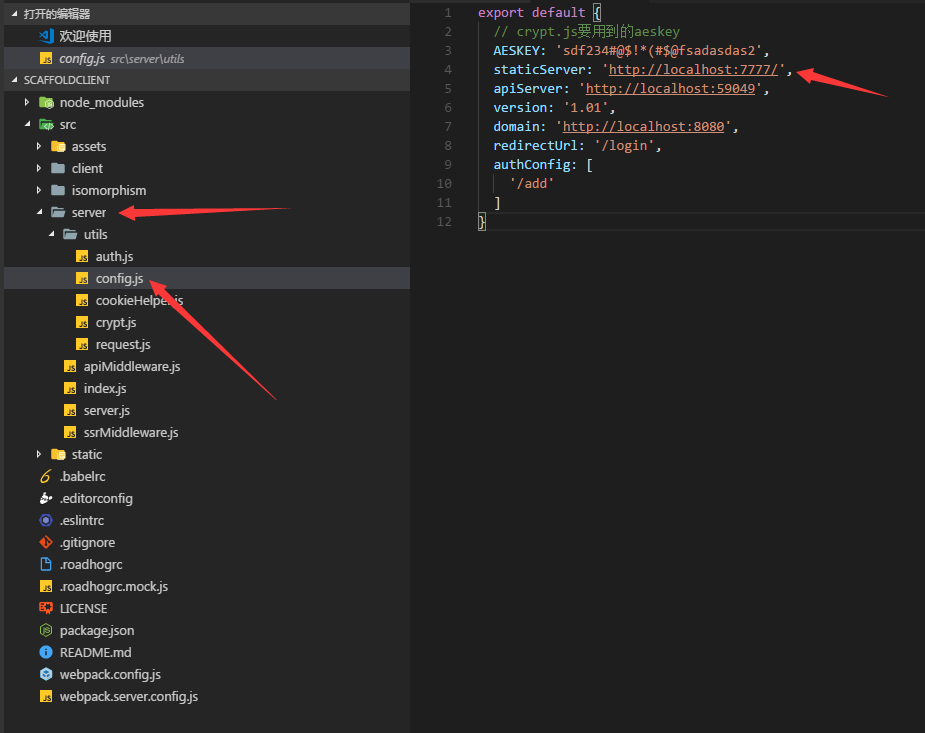 打开的编辑器
欢迎使用
config.js src\server\utils
SCAFFOLDCLIENT
node_modules
src
assets
client
isomorphism
server
utils
auth.js
config.js
cookieHelper.js
crypt.js
request.js
apiMiddleware.js
index.js
server.js
ssrMiddleware.js
static
.babelrc
.editorconfig
.eslintrc
.gitignore
.roadhogrc
.roadhogrc.mock.js
LICENSE
package.json
README.md
webpack.config.js
webpack.server.config.js
1 export default {
2 // crypt.js要用到的aeskey
3 AESKEY: 'sdf234#@$!*(#$@fsadasdas2',
4 staticServer: 'http://localhost:7777/',
5 apiServer: 'http://localhost:59049',
6 version: '1.01',
7 domain: 'http://localhost:8080',
8 redirectUrl: '/login',
9 authConfig: [
10 '/add'
11 ]
12 }